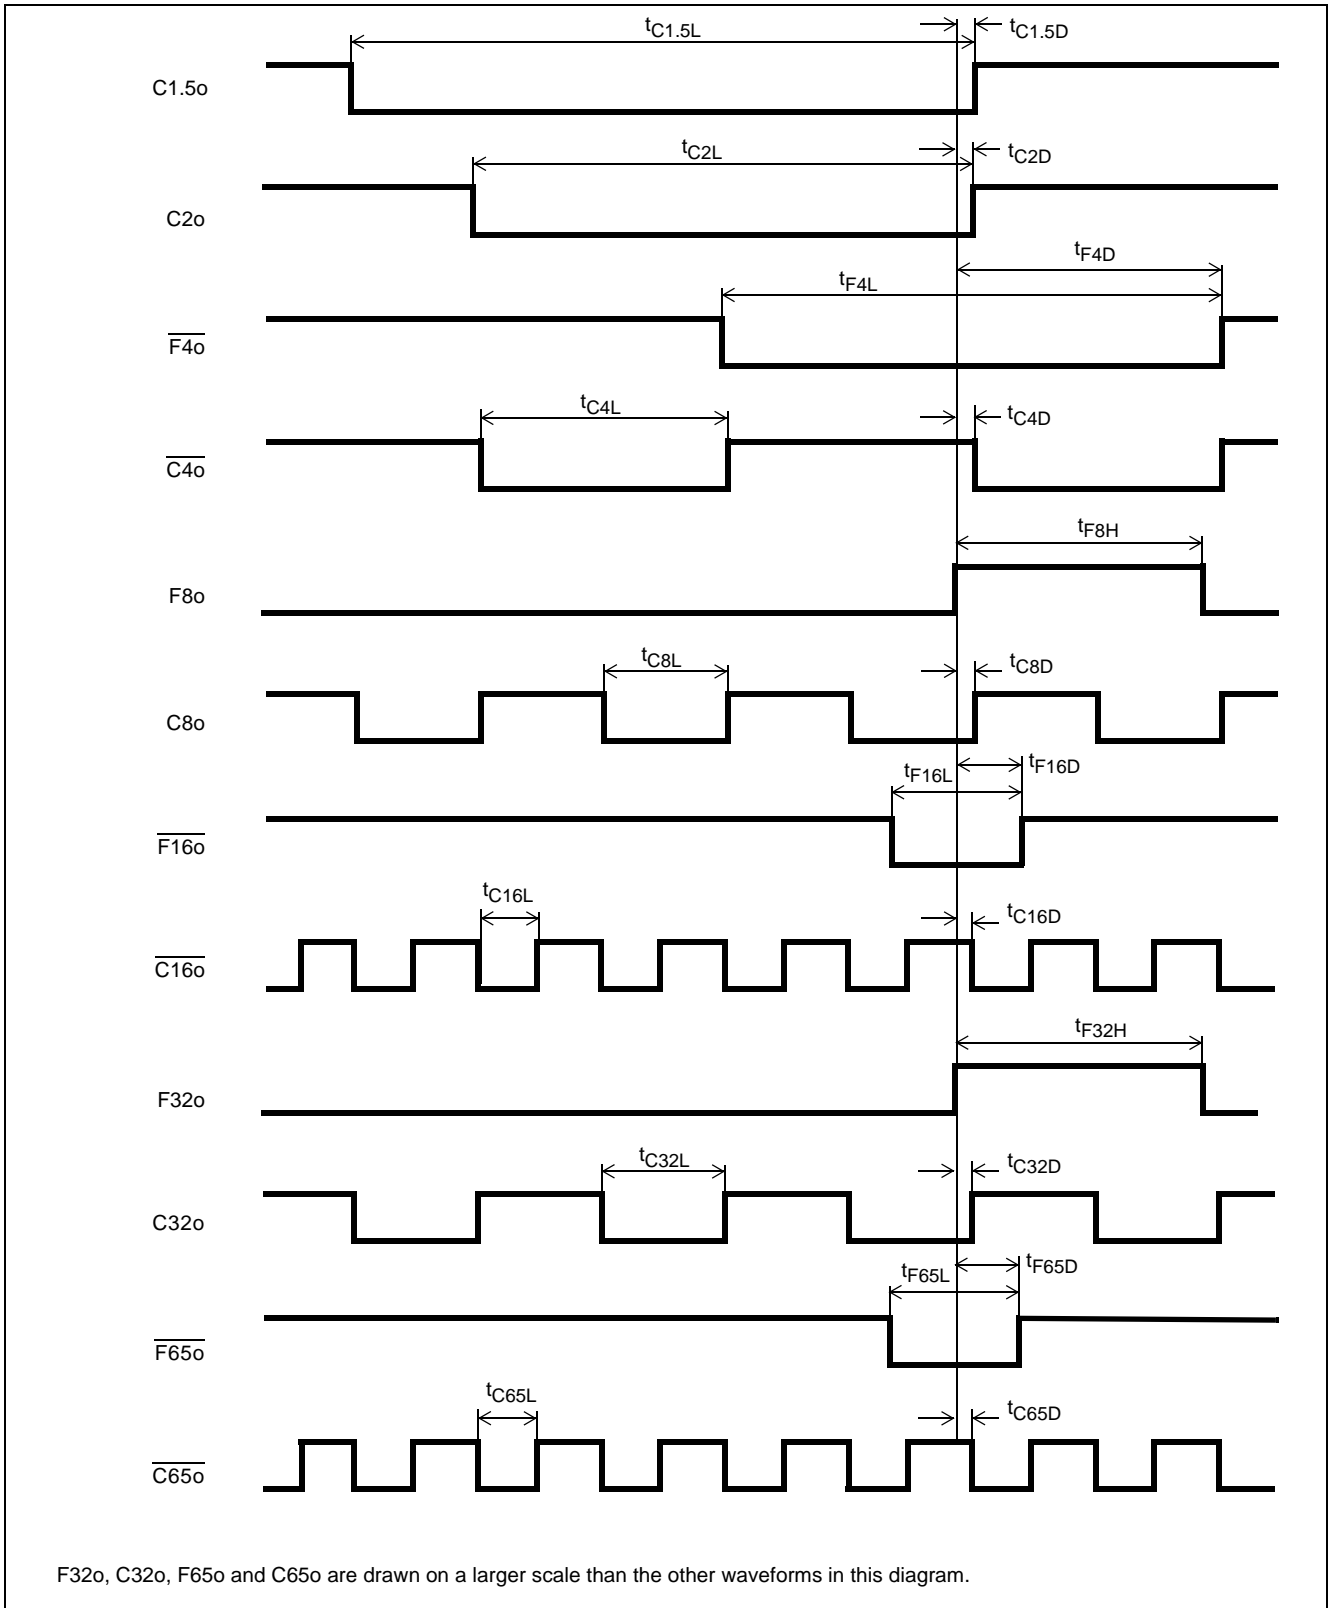 tC1.5L
tC1.5D
C1.5o
tC2L
tC2D
C2o
tF4D
tF4L
F4o
tC4L
tC4D
C4o
tF8H
F8o
tC8L
tC8D
C8o
tF16D
tF16L
F16o
tC16L
tC16D
C16o
tF32H
F32o
tC32L
tC32D
C32o
tF65D
tF65L
F65o
tC65L
tC65D
C65o
F32o, C32o, F65o and C65o are drawn on a larger scale than the other waveforms in this diagram.